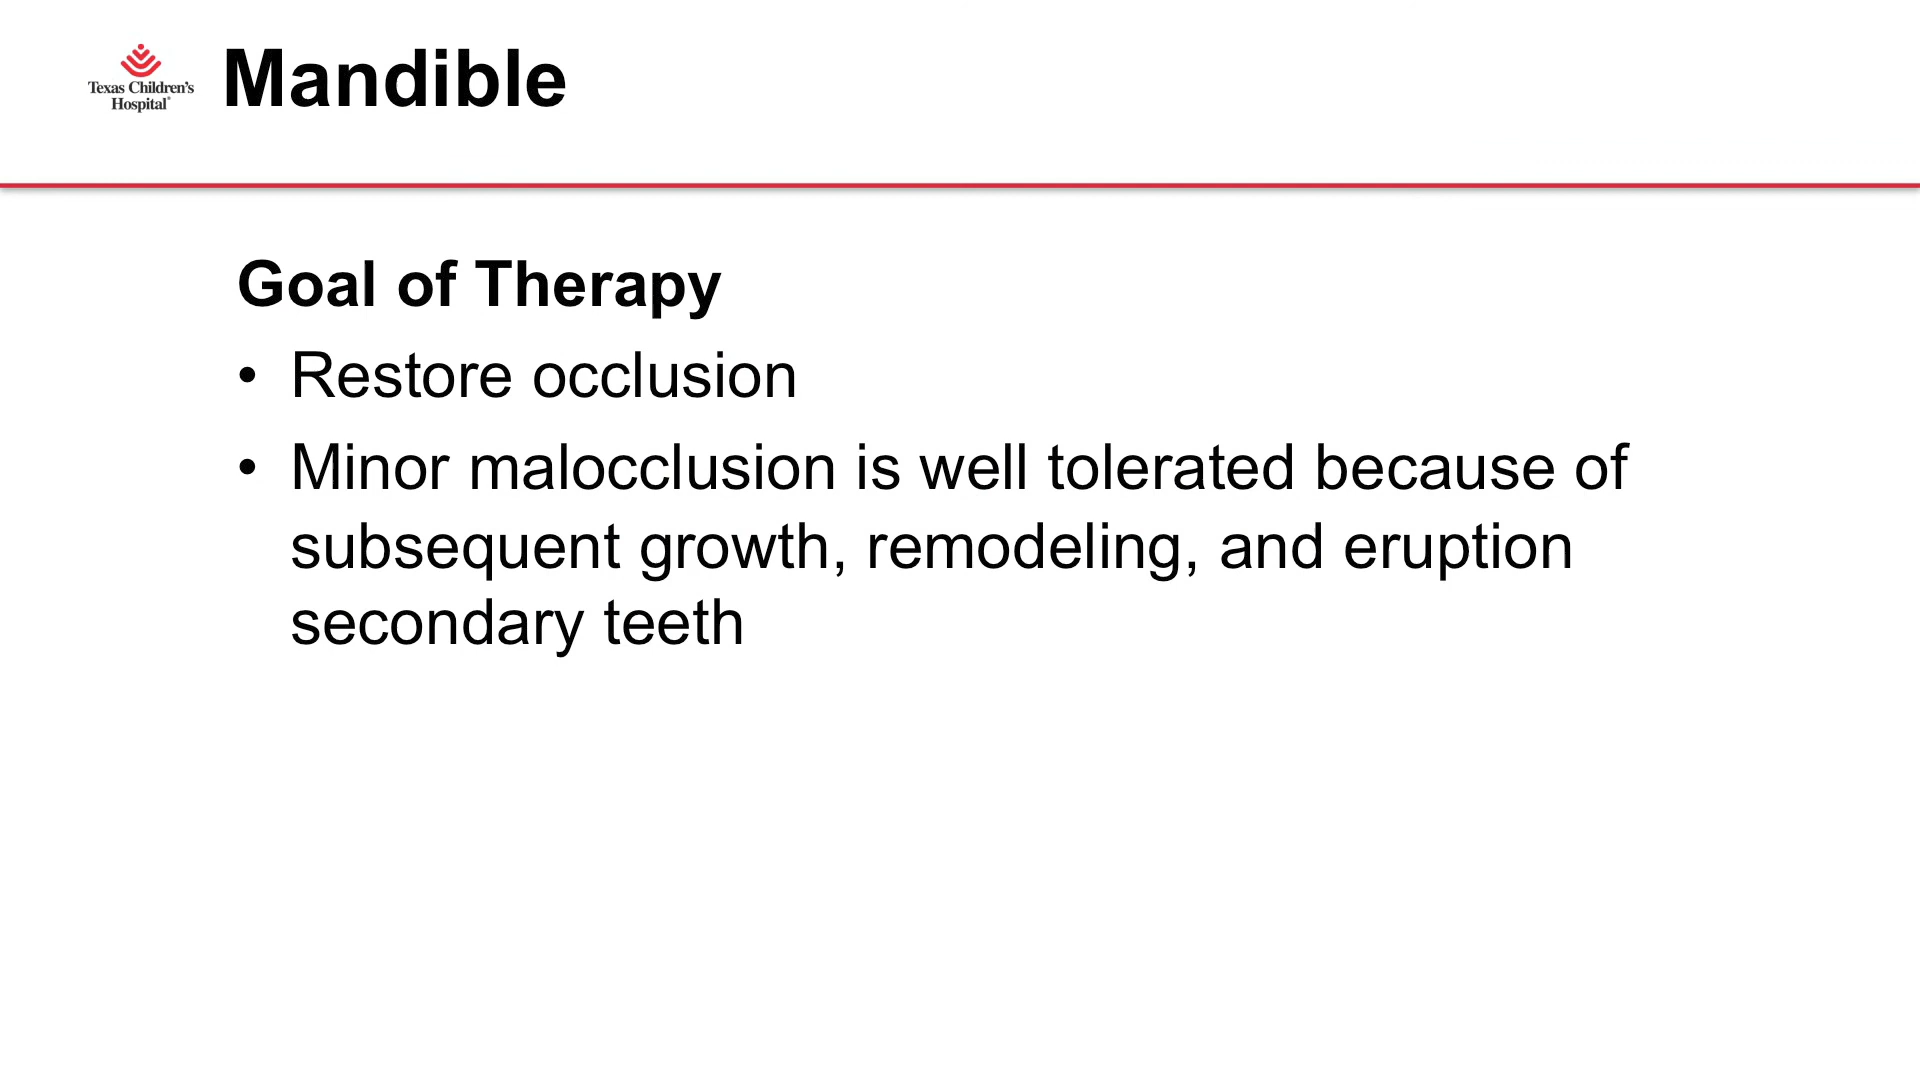 Texas Children's
Hospital®
Mandible
Goal of Therapy
• Restore occlusion
• Minor malocclusion is well tolerated because of
subsequent growth, remodeling, and eruption
secondary teeth